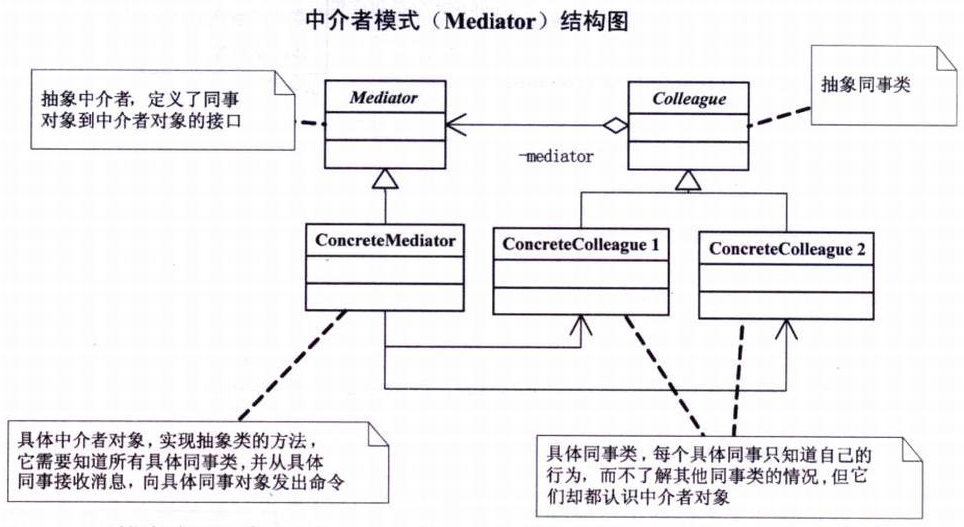 中介者模式（Mediator）结构图
抽象中介者，定义了同事
对象到中介者对象的接口
Mediator
Colleague
抽象同事类
-mediator
ConcreteMediator
ConcreteColleague 1
ConcreteColleague 2
具体中介者对象，实现抽象类的方法，
它需要知道所有具体同事类，并从具体
同事接收消息，向具体同事对象发出命令
具体同事类，每个具体同事只知道自己的
行为，而不了解其他同事类的情况，但它
们却都认识中介者对象